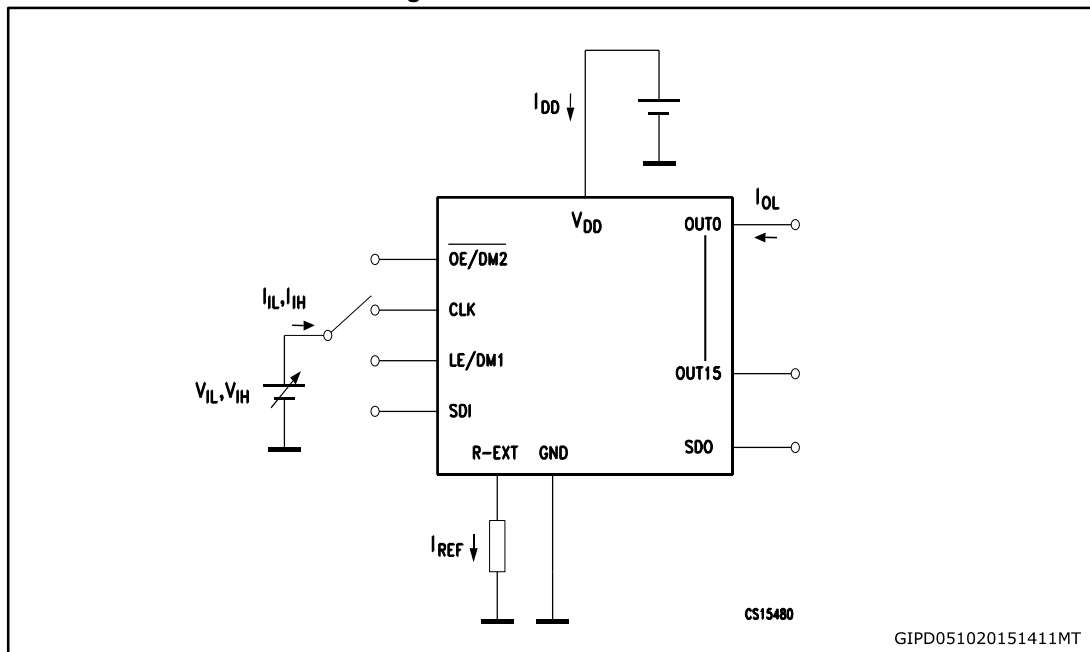 I_DD
V_DD
I_OL
OUT0
OE/DM2
I_IL,I_IH
CLK
LE/DM1
OUT15
V_IL,V_IH
SDI
SDO
R-EXT GND
I_REF
CS15480
GIPD051020151411MT